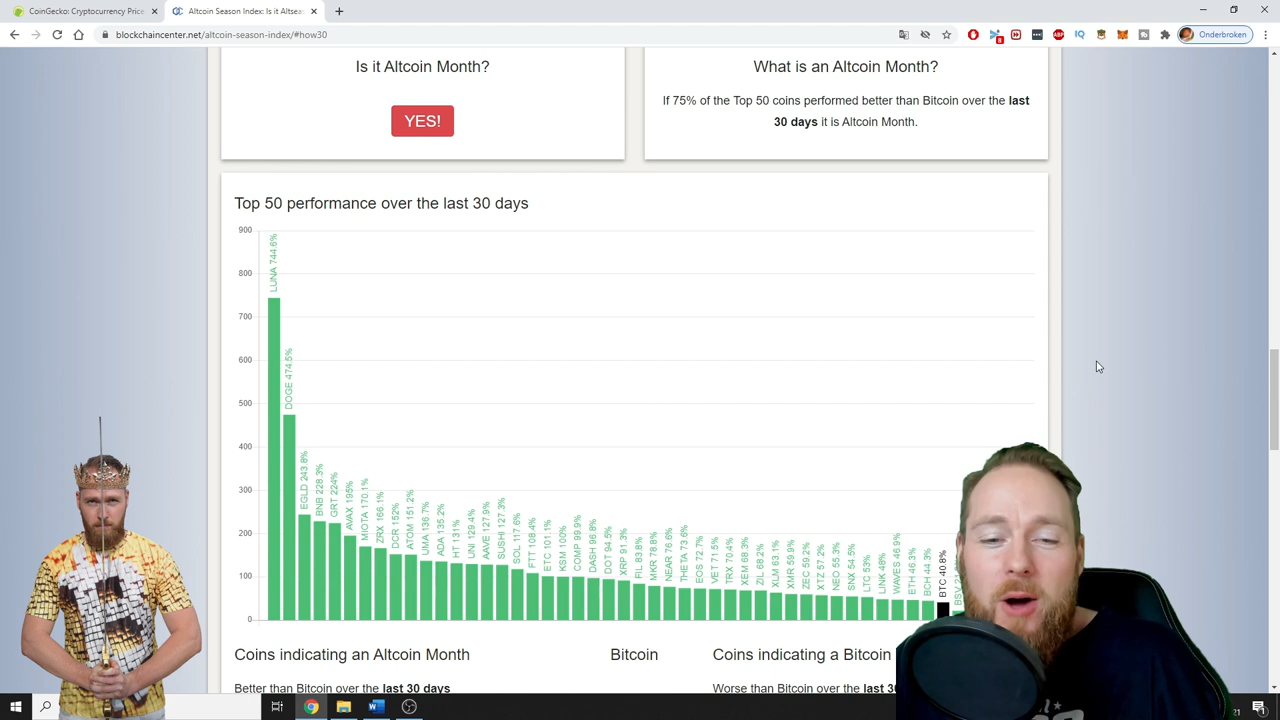 CoinGecko: Cryptocurrency Price
Altcoin Season Index: Is it Altsea
blockchaincenter.net/altcoin-season-index/#how30
8
ABP
IQ
Onderbroken
Is it Altcoin Month?
YES!
What is an Altcoin Month?
If 75% of the Top 50 coins performed better than Bitcoin over the last
30 days it is Altcoin Month.
Top 50 performance over the last 30 days
900
800
700
600
500
400
300
200
100
0
LUNA 744.6%
DOGE 474.5%
EGLD 243.8%
BNB 228.3%
GRT 224%
AVAX 195%
MIOTA 170.1%
ZRX 166.1%
DCR 152%
ATOM 151.2%
UMA 136.7%
ADA 135.2%
HT 131%
UNI 129.4%
AAVE 127.9%
SUSHI 127.3%
SOL 117.6%
FTT 108.4%
ETC 101.1%
KSM 100%
COMP 99.9%
DASH 96.8%
DOT 94.5%
XRP 91.3%
FIL 83.8%
MKR 78.8%
NEAR 76.6%
THETA 73.6%
EOS 72.7%
VET 71.5%
TRX 70.4%
XEM 68.3%
ZIL 68.2%
XLM 63.1%
XMR 59.9%
ZEC 59.2%
XTZ 57.2%
NEO 55.3%
SNX 54.5%
LTC 53%
LINK 48%
WAVES 46.9%
ETH 46.3%
BCH 44.3%
BTC 40.8%
BSV
Coins indicating an Altcoin Month
Bitcoin
Coins indicating a Bitcoin
Better than Bitcoin over the last 30 days
Worse than Bitcoin over the last
21
1